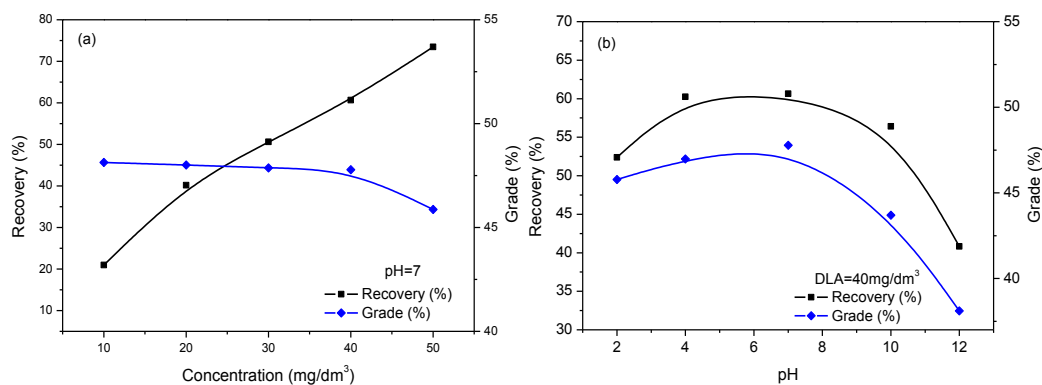 (a)
80
70
60
50
40
30
20
10
Recovery (%)
55
50
45
40
Grade (%)
pH=7
Recovery (%)
Grade (%)
10 20 30 40 50
Concentration (mg/dm³)
(b)
70
65
60
55
50
45
40
35
30
Recovery (%)
55
50
45
40
Grade (%)
DLA=40mg/dm³
Recovery (%)
Grade (%)
2 4 6 8 10 12
pH